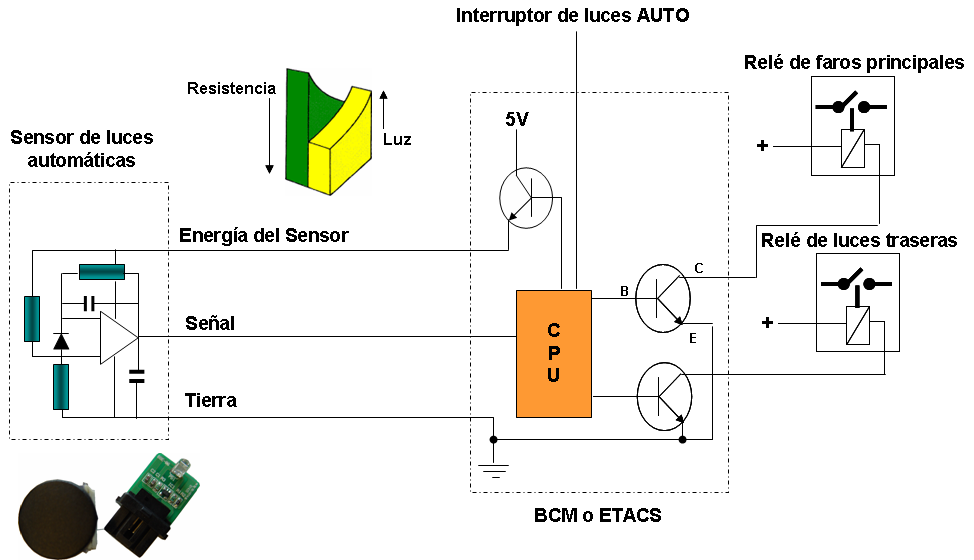 Interruptor de luces AUTO
Relé de faros principales
Resistencia
Luz
5V
Sensor de luces
automáticas
+
Energía del Sensor
Relé de luces traseras
C
B
E
+
Señal
C
P
U
Tierra
BCM o ETACS